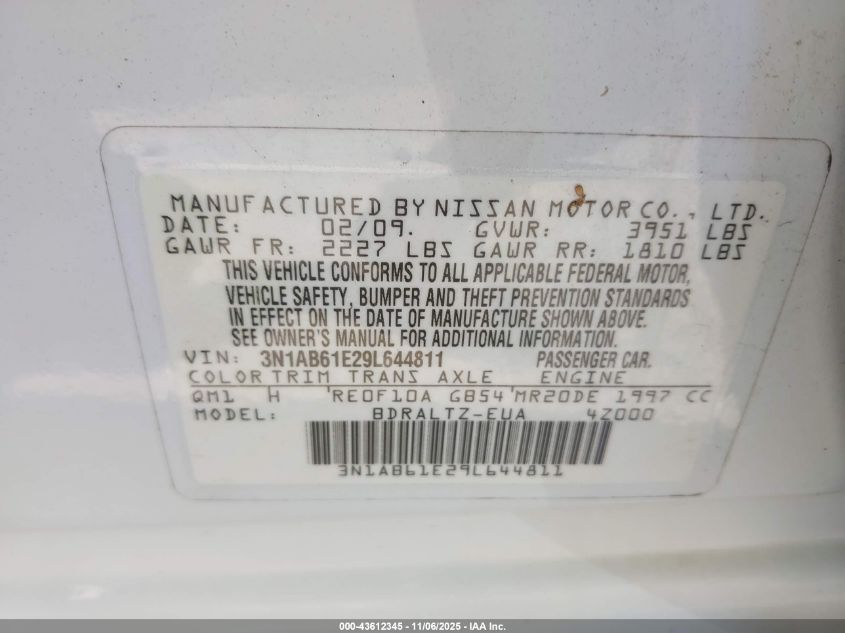 MANUFACTURED BY NISSAN MOTOR CO., LTD.
DATE: 02/09. GVWR: 3951 LBS
GAWR FR: 2227 LBS GAWR RR: 1810 LBS
THIS VEHICLE CONFORMS TO ALL APPLICABLE FEDERAL MOTOR,
VEHICLE SAFETY, BUMPER AND THEFT PREVENTION STANDARDS
IN EFFECT ON THE DATE OF MANUFACTURE SHOWN ABOVE.
SEE OWNER'S MANUAL FOR ADDITIONAL INFORMATION.
VIN: 3N1AB61E29L644811 PASSENGER CAR.
COLOR TRIM TRANS AXLE ENGINE
QM1 H RE0F10A GB54 MR20DE 1997 CC
MODEL: BDRALTZ-EUA 4Z000
3N1AB61E29L644811
000-43612345 - 11/06/2025 - IAA Inc.